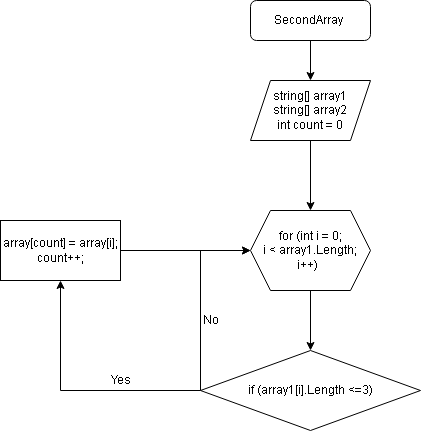 SecondArray
string[] array1
string[] array2
int count = 0
for (int i = 0;
i < array1.Length;
i++)
array[count] = array[i];
count++;
No
Yes
if (array1[i].Length <=3)